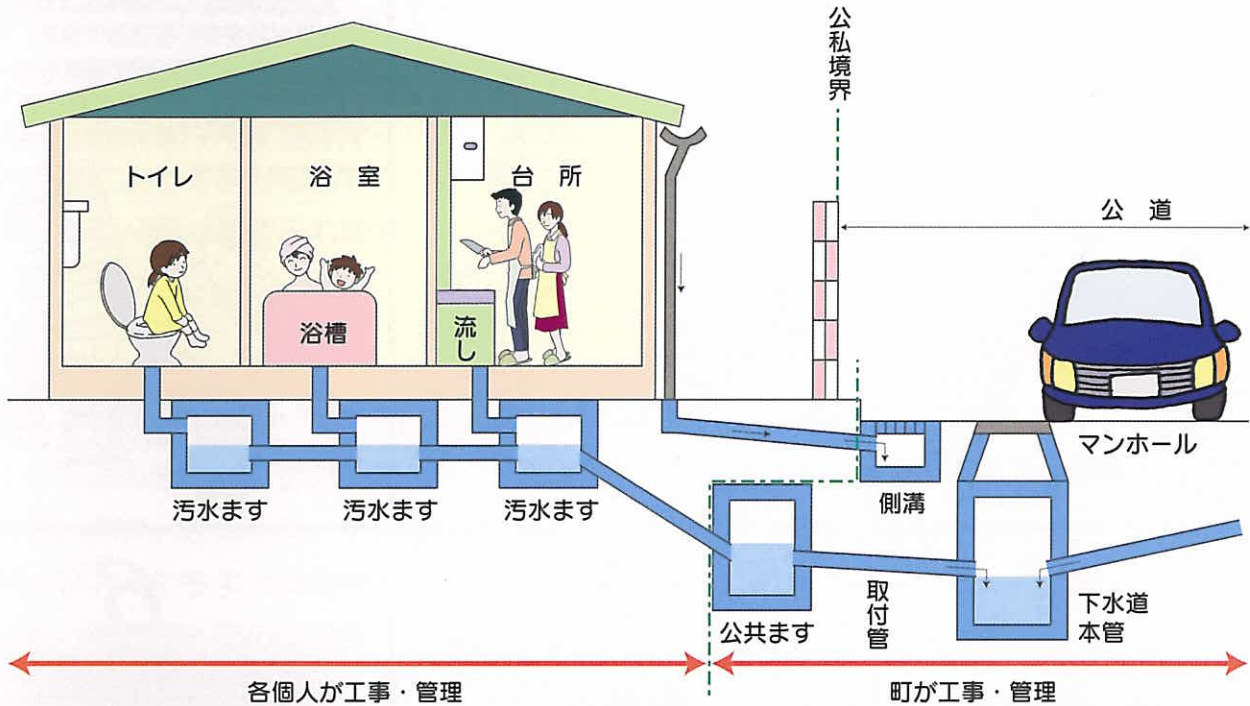 公私境界
トイレ
浴室
台所
公道
浴槽
流し
マンホール
汚水ます
汚水ます
汚水ます
側溝
公共ます
取付管
下水道
本管
各個人が工事・管理
町が工事・管理